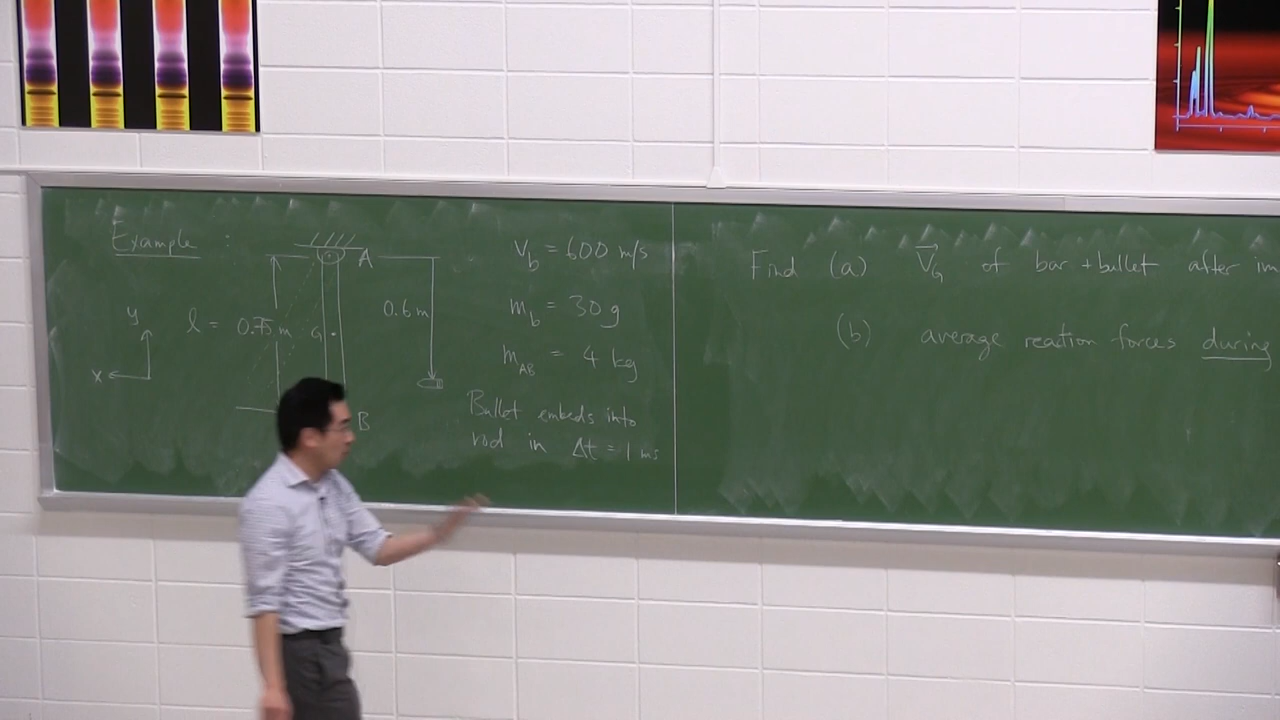 Example :
A
0.6 m
y
l = 0.75 m
G
x
B
V_b = 600 m/s
m_b = 30 g
m_AB = 4 kg
Bullet embeds into
rod in Δt = 1 ms
Find (a) V_G of bar + bullet after im
(b) average reaction forces during